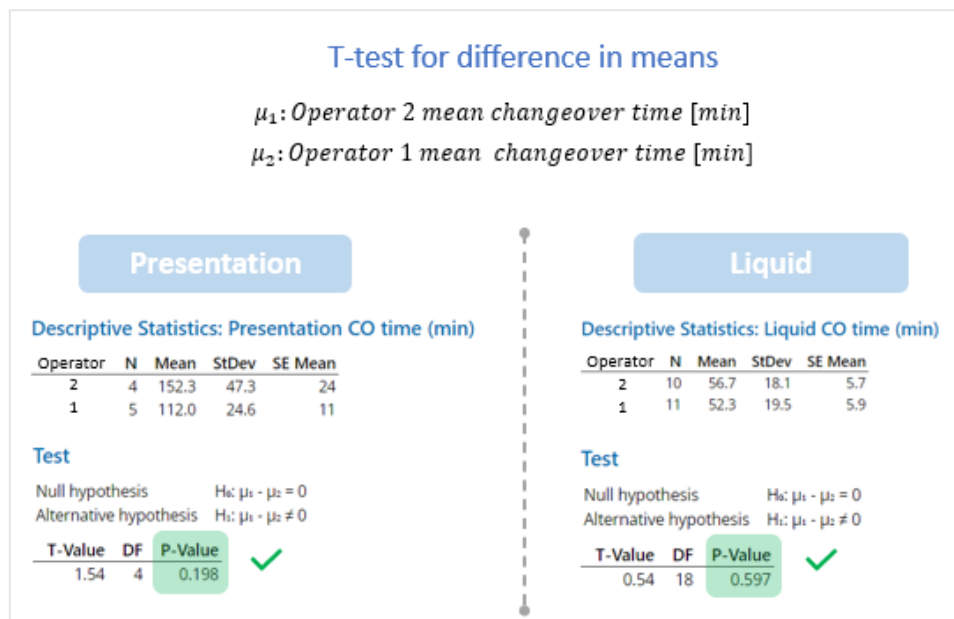 T-test for difference in means
μ₁: Operator 2 mean changeover time [min]
μ₂: Operator 1 mean changeover time [min]
Presentation
Descriptive Statistics: Presentation CO time (min)
Operator N Mean StDev SE Mean
2 4 152.3 47.3 24
1 5 112.0 24.6 11
Test
Null hypothesis H₀: μ₁ - μ₂ = 0
Alternative hypothesis H₁: μ₁ - μ₂ ≠ 0
T-Value DF P-Value
1.54 4 0.198
Liquid
Descriptive Statistics: Liquid CO time (min)
Operator N Mean StDev SE Mean
2 10 56.7 18.1 5.7
1 11 52.3 19.5 5.9
Test
Null hypothesis H₀: μ₁ - μ₂ = 0
Alternative hypothesis H₁: μ₁ - μ₂ ≠ 0
T-Value DF P-Value
0.54 18 0.597